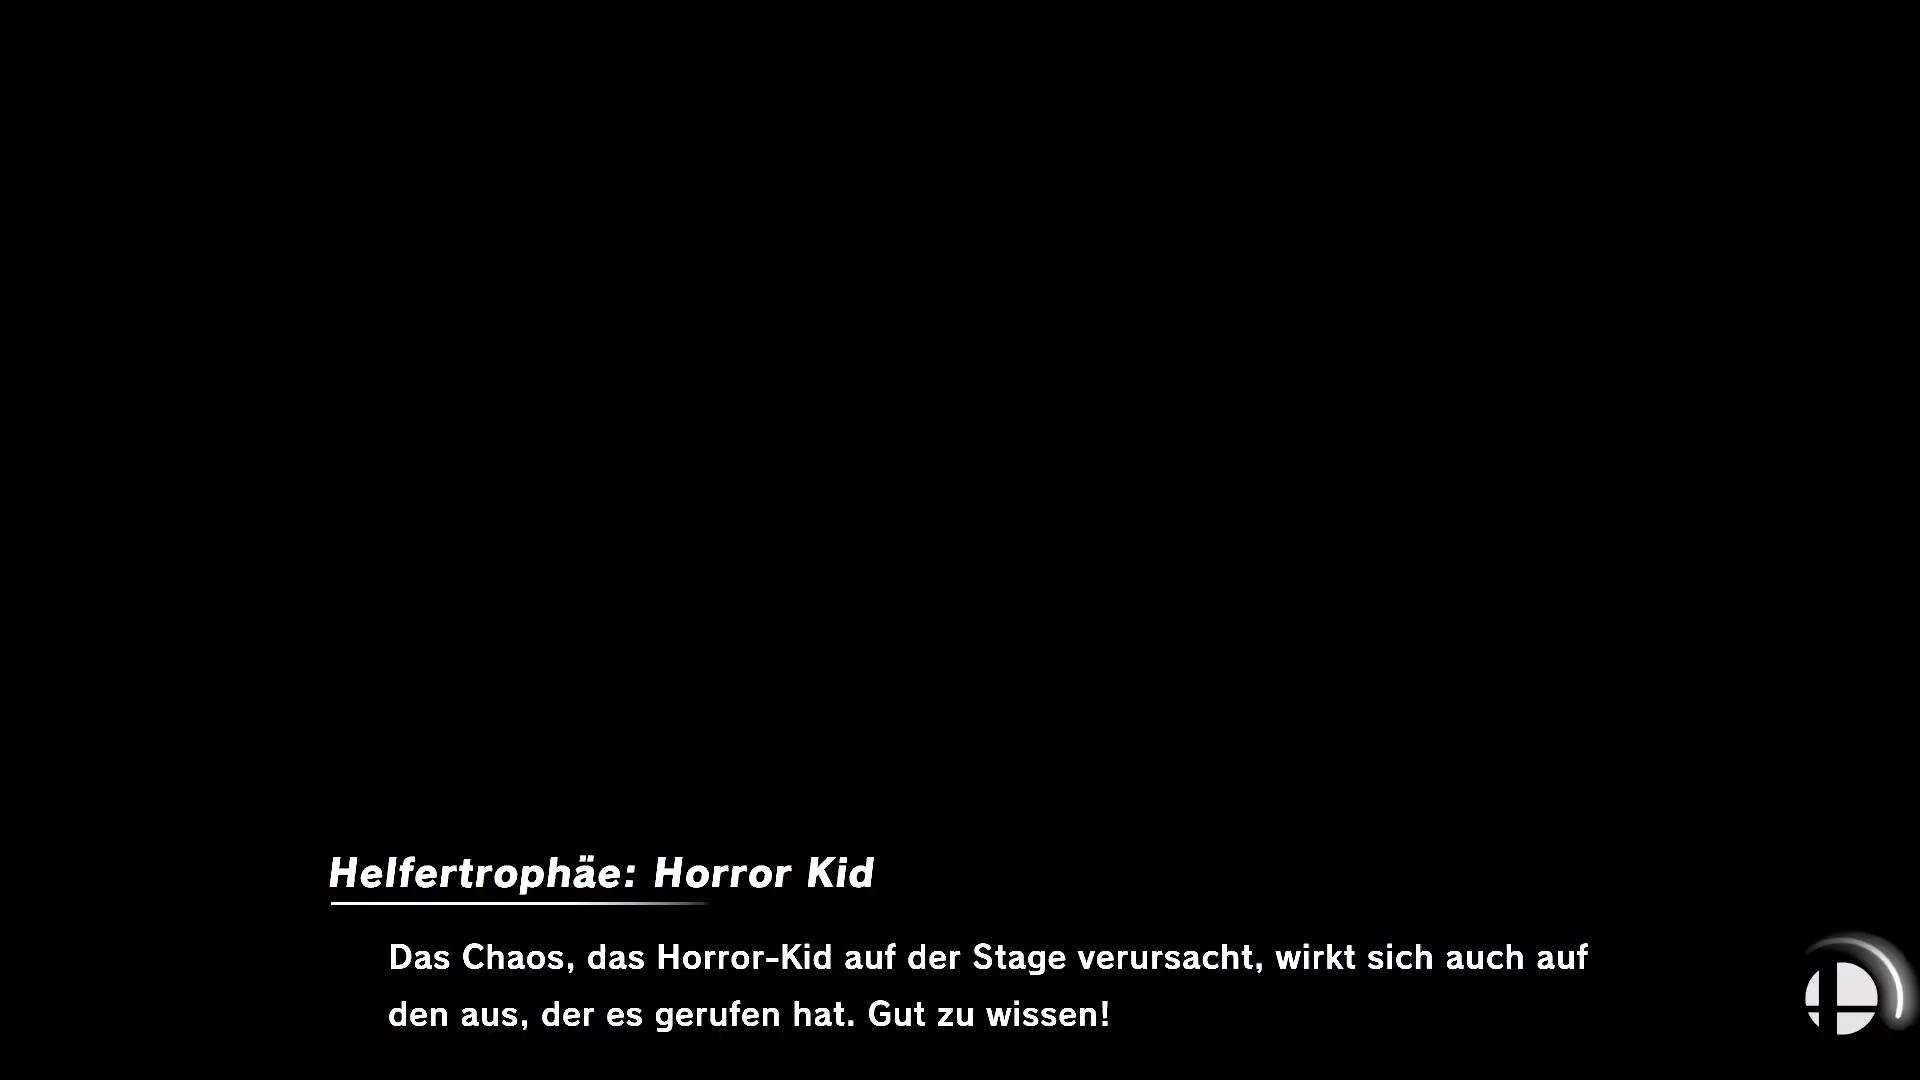 Helfertrophäe: Horror Kid
Das Chaos, das Horror-Kid auf der Stage verursacht, wirkt sich auch auf
den aus, der es gerufen hat. Gut zu wissen!